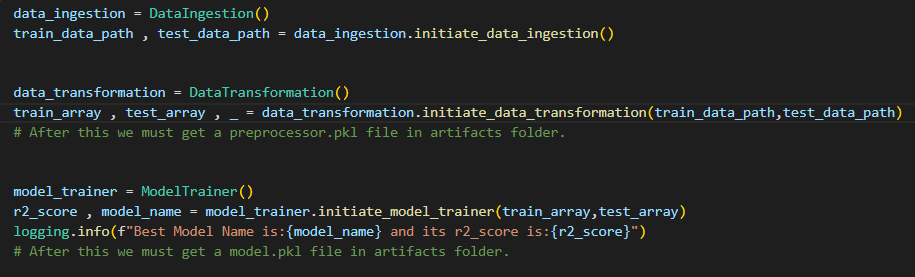 data_ingestion = DataIngestion()
train_data_path , test_data_path = data_ingestion.initiate_data_ingestion()
data_transformation = DataTransformation()
train_array , test_array , _ = data_transformation.initiate_data_transformation(train_data_path,test_data_path)
# After this we must get a preprocessor.pkl file in artifacts folder.
model_trainer = ModelTrainer()
r2_score , model_name = model_trainer.initiate_model_trainer(train_array,test_array)
logging.info(f"Best Model Name is:{model_name} and its r2_score is:{r2_score}")
# After this we must get a model.pkl file in artifacts folder.